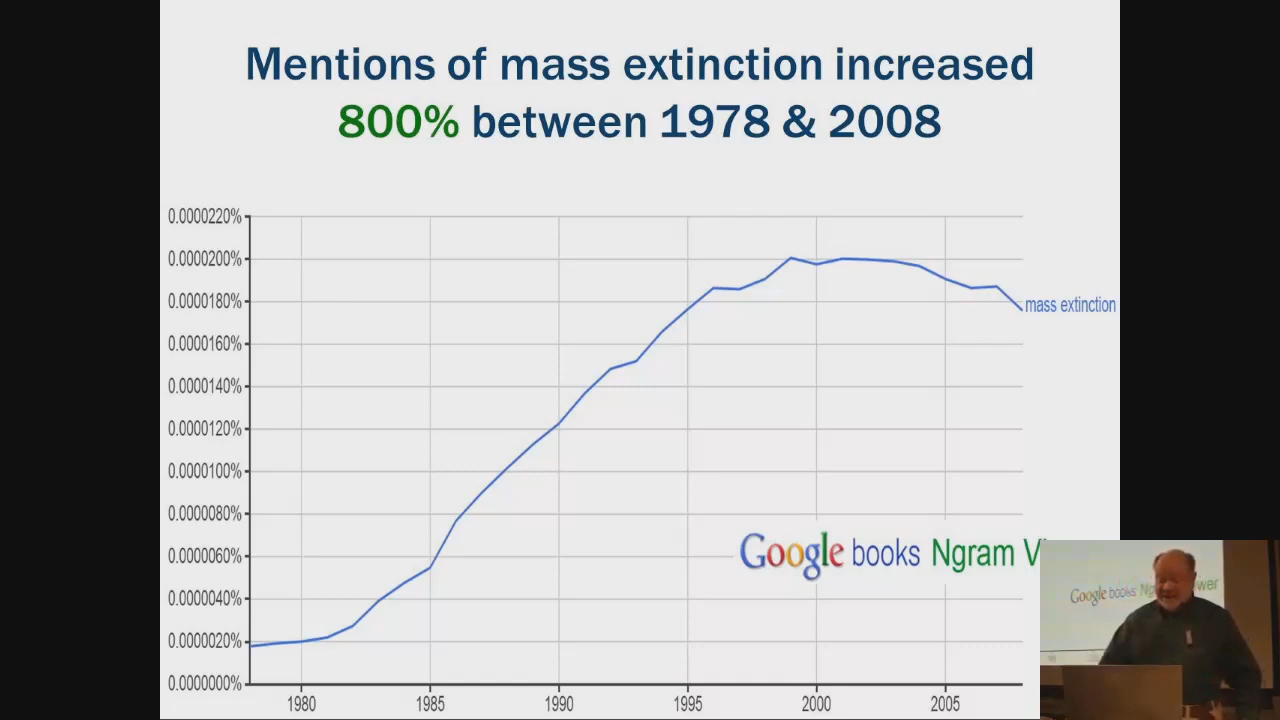 Mentions of mass extinction increased
800% between 1978 & 2008
0.0000220%
0.0000200%
0.0000180%
mass extinction
0.0000160%
0.0000140%
0.0000120%
0.0000100%
0.0000080%
0.0000060%
Google books Ngram V
0.0000040%
0.0000020%
0.0000000%
1980 1985 1990 1995 2000 2005
Google books